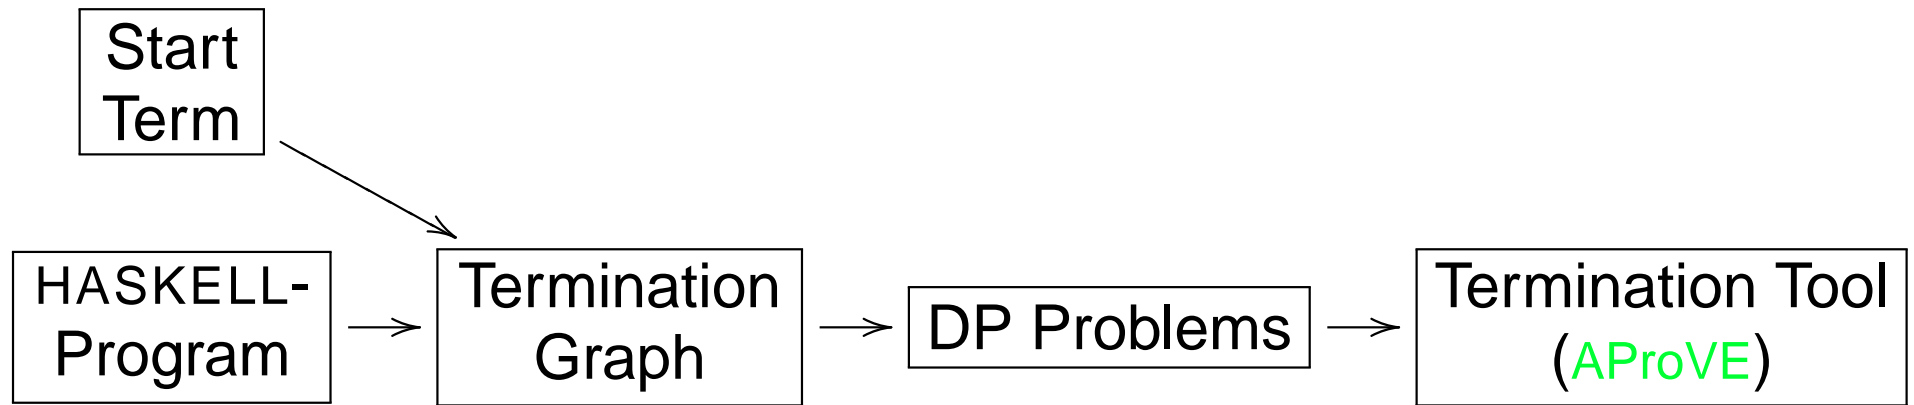 Start
Term
HASKELL-
Program
Termination
Graph
DP Problems
Termination Tool
(AProVE)